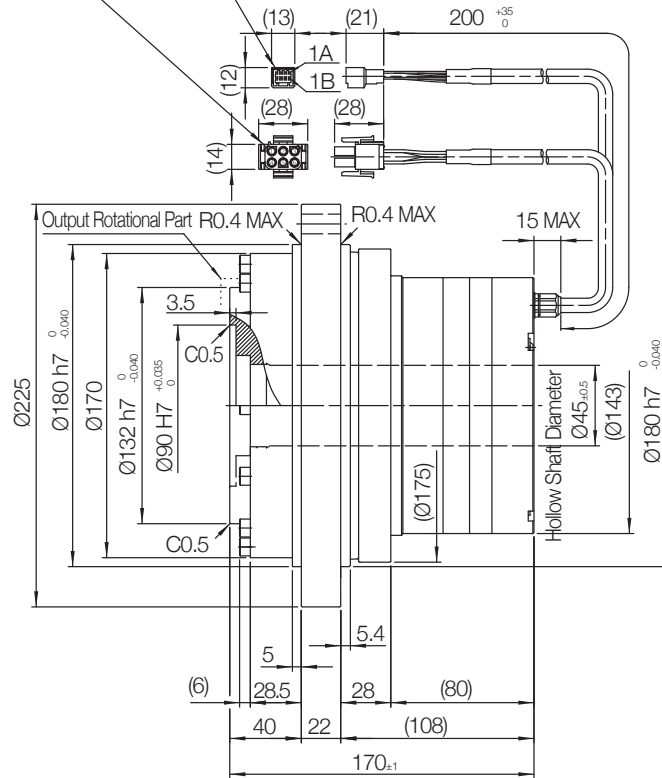 (13)
(21)
200 +35 0
1A
1B
(12)
(28)
(28)
(14)
Output Rotational Part
R0.4 MAX
R0.4 MAX
15 MAX
3.5
C0.5
Ø225
Ø180 h7 0 -0.040
Ø170
Ø132 h7 0 -0.040
Ø90 H7 +0.035 0
C0.5
(Ø175)
Hollow Shaft Diameter
Ø45±0.5
(Ø143)
Ø180 h7 0 -0.040
5.4
5
(6)
28.5
28
(80)
40
22
(108)
170±1